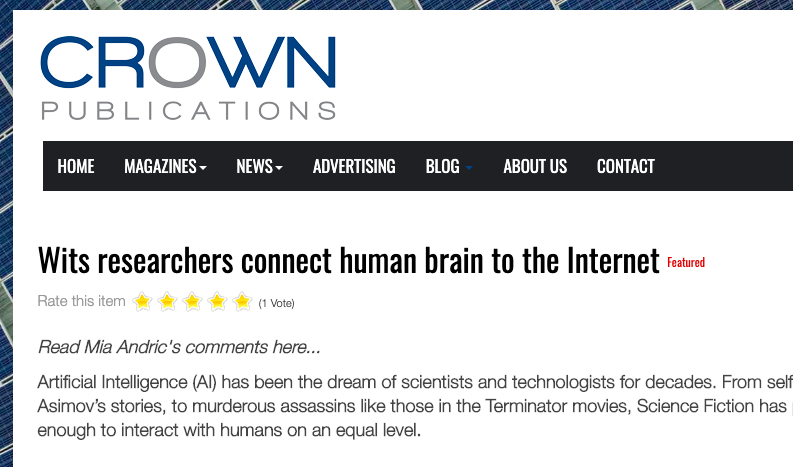 CROWN
PUBLICATIONS
HOME MAGAZINES NEWS ADVERTISING BLOG ABOUT US CONTACT
Wits researchers connect human brain to the Internet Featured
Rate this item (1 Vote)
Read Mia Andric's comments here...
Artificial Intelligence (AI) has been the dream of scientists and technologists for decades. From self
Asimov’s stories, to murderous assassins like those in the Terminator movies, Science Fiction has
enough to interact with humans on an equal level.